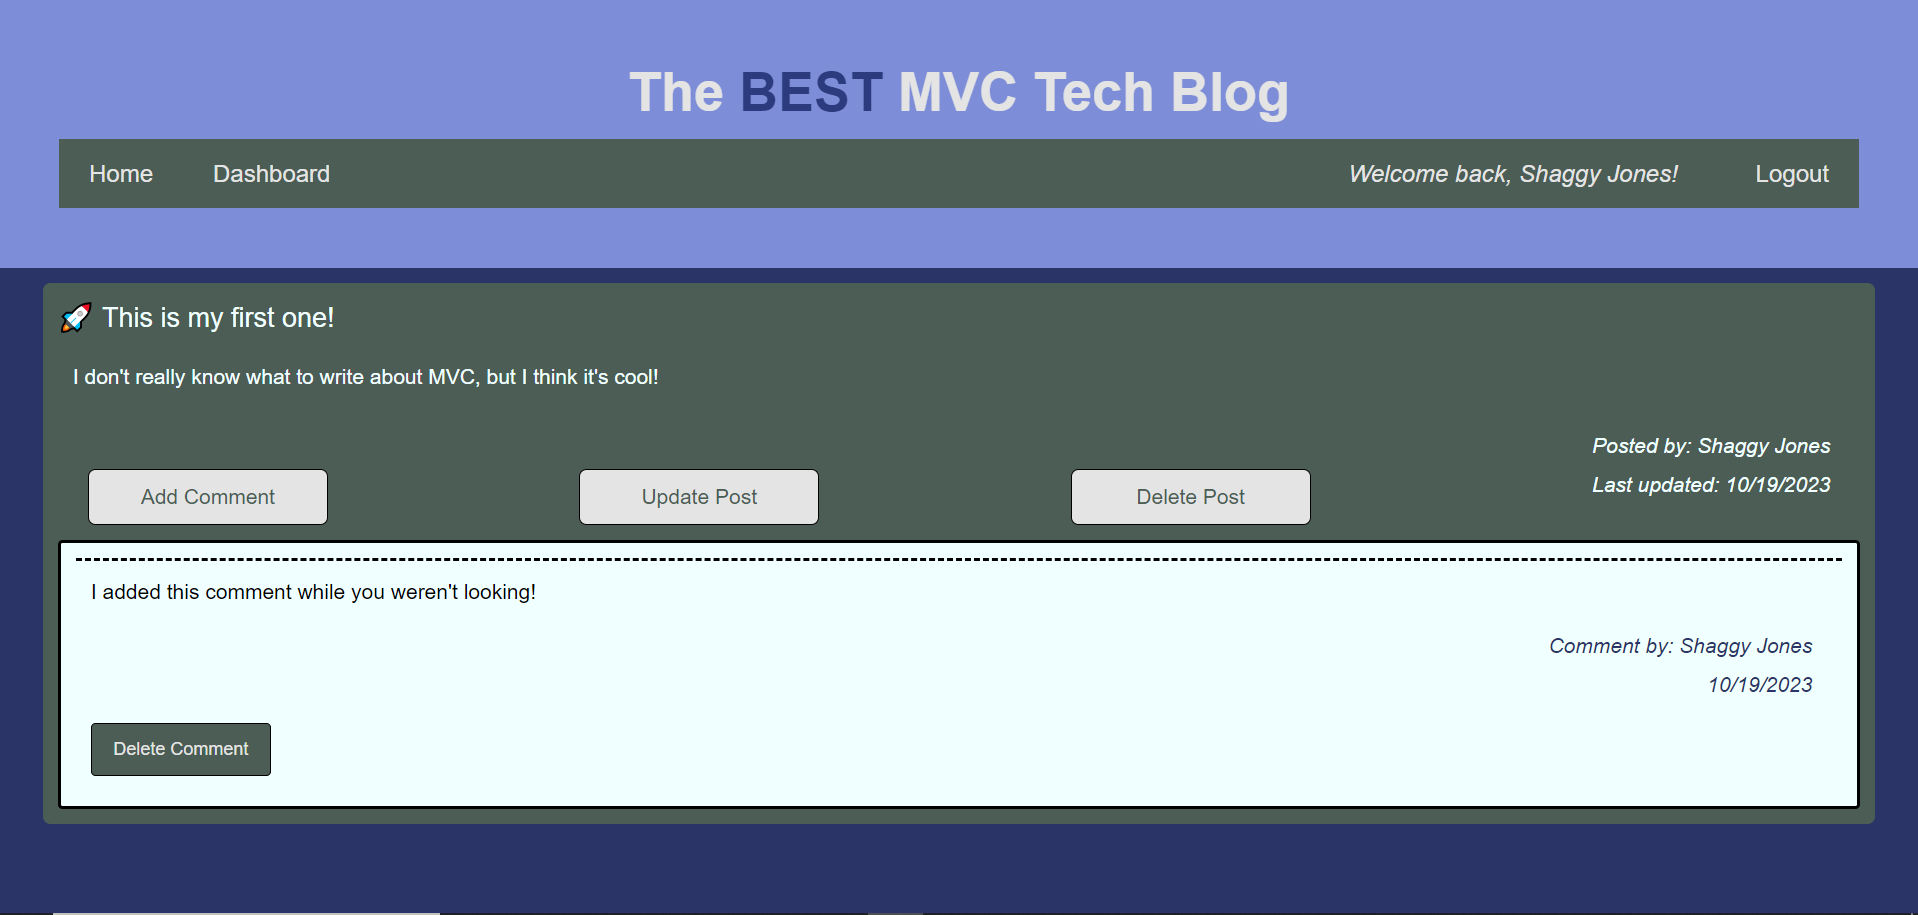 The BEST MVC Tech Blog
Home Dashboard Welcome back, Shaggy Jones! Logout
🚀 This is my first one!
I don't really know what to write about MVC, but I think it's cool!
Posted by: Shaggy Jones
Last updated: 10/19/2023
Add Comment Update Post Delete Post
I added this comment while you weren't looking!
Comment by: Shaggy Jones
10/19/2023
Delete Comment